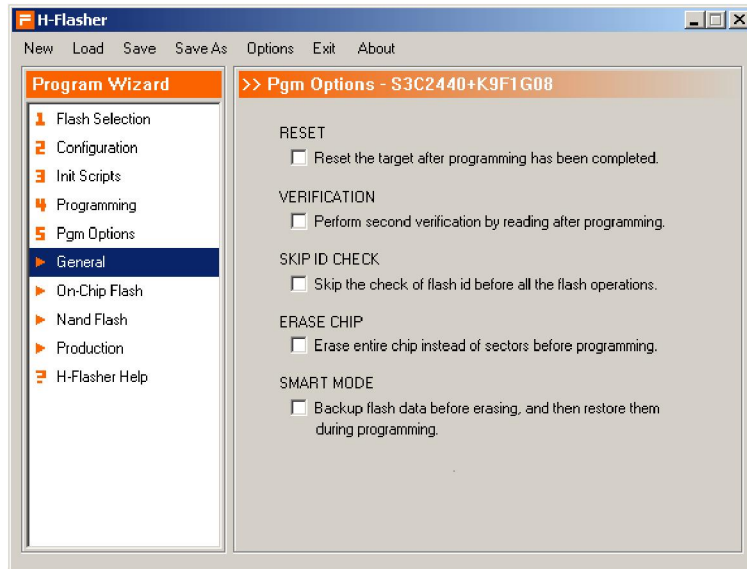 H-Flasher
New Load Save Save As Options Exit About
Program Wizard
1 Flash Selection
2 Configuration
3 Init Scripts
4 Programming
5 Pgm Options
General
On-Chip Flash
Nand Flash
Production
? H-Flasher Help
>> Pgm Options - S3C2440+K9F1G08
RESET
Reset the target after programming has been completed.
VERIFICATION
Perform second verification by reading after programming.
SKIP ID CHECK
Skip the check of flash id before all the flash operations.
ERASE CHIP
Erase entire chip instead of sectors before programming.
SMART MODE
Backup flash data before erasing, and then restore them
during programming.